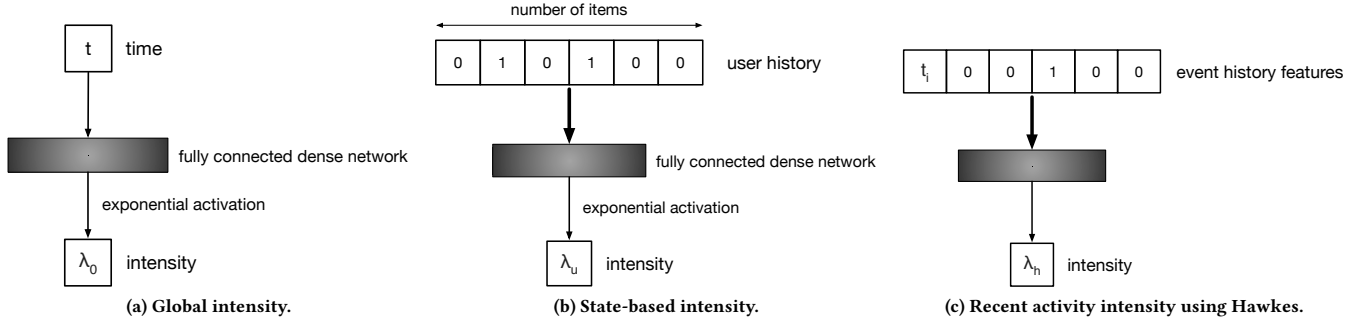 t
time
fully connected dense network
exponential activation
λ0
intensity
(a) Global intensity.
number of items
0 1 0 1 0 0
user history
fully connected dense network
exponential activation
λu
intensity
(b) State-based intensity.
ti 0 0 1 0 0
event history features
λh
intensity
(c) Recent activity intensity using Hawkes.